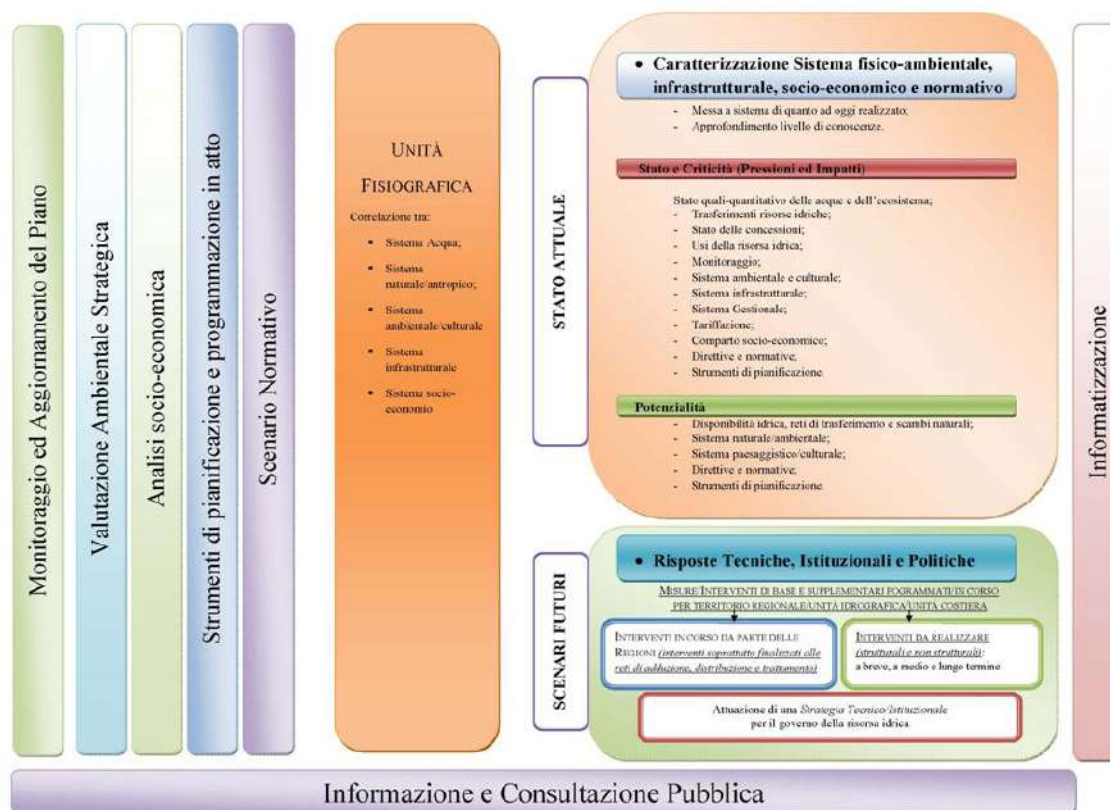 Monitoraggio ed Aggiornamento del Piano
Valutazione Ambientale Strategica
Analisi socio-economica
Strumenti di pianificazione e programmazione in atto
Scenario Normativo
UNITÀ
FISIOGRAFICA
Correlazione tra:
• Sistema Acqua;
• Sistema
naturale/antropico;
• Sistema
ambientale/culturale
• Sistema
infrastrutturale
• Sistema socio-
economio
STATO ATTUALE
• Caratterizzazione Sistema fisico-ambientale,
infrastrutturale, socio-economico e normativo
- Messa a sistema di quanto ad oggi realizzato;
- Approfondimento livello di conoscenze.
Stato e Criticità (Pressioni ed Impatti)
Stato quali-quantitativo delle acque e dell'ecosistema;
- Trasferimenti risorse idriche;
- Stato delle concessioni;
- Usi della risorsa idrica;
- Monitoraggio;
- Sistema ambientale e culturale;
- Sistema infrastrutturale;
- Sistema Gestionale;
- Tariffazione;
- Comparto socio-economico;
- Direttive e normative;
- Strumenti di pianificazione
Potenzialità
- Disponibilità idrica, reti di trasferimento e scambi naturali;
- Sistema naturale/ambientale;
- Sistema paesaggistico/culturale;
- Direttive e normative.
- Strumenti di pianificazione
SCENARI FUTURI
• Risposte Tecniche, Istituzionali e Politiche
MISURE/INTERVENTI DI BASE E SUPPLEMENTARI POGRAMMATI/IN CORSO
PER TERRITORIO REGIONALE/UNITÀ IDROGRAFICA/UNITÀ COSTIERA
INTERVENTI IN CORSO DA PARTE DELLE
REGIONI (interventi soprattutto finalizzati alle
reti di adduzione, distribuzione e trattamento)
INTERVENTI DA REALIZZARE
(strutturali e non strutturali):
a breve, a medio e lungo termine
Attuazione di una Strategia Tecnico/Istituzionale
per il governo della risorsa idrica
Informatizzazione
Informazione e Consultazione Pubblica